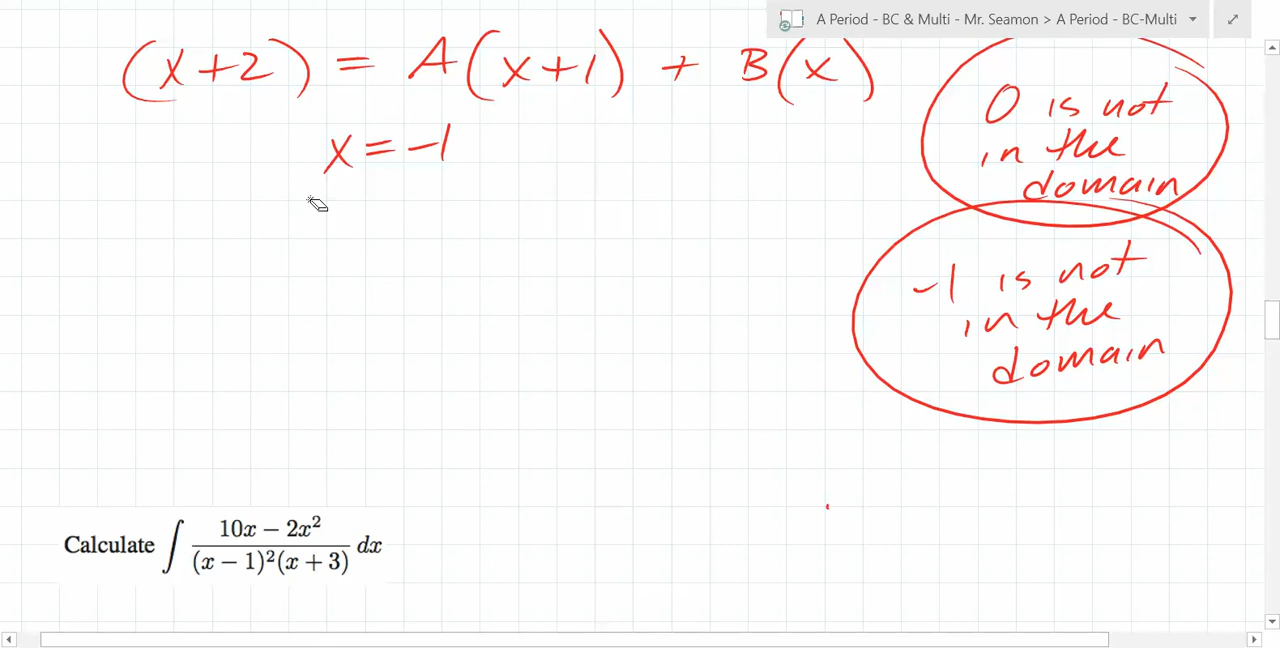 A Period - BC & Multi - Mr. Seamon > A Period - BC-Multi
(x+2) = A(x+1) + B(x)
x = -1
0 is not
in the
domain
-1 is not
in the
domain
Calculate ∫ (10x − 2x²)/((x − 1)²(x + 3)) dx